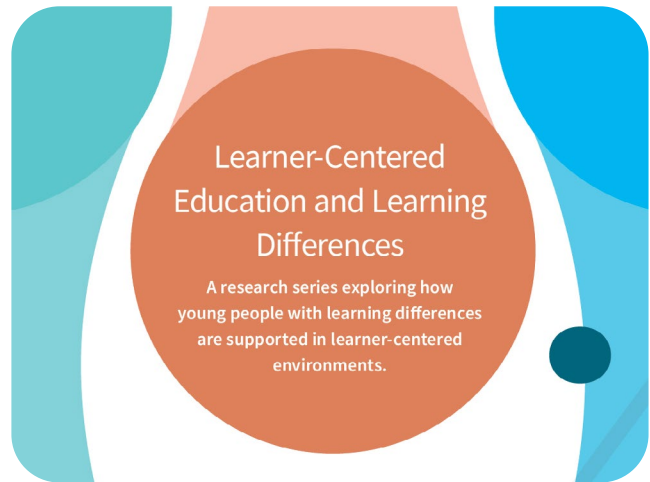 Learner-Centered
Education and Learning
Differences
A research series exploring how
young people with learning differences
are supported in learner-centered
environments.